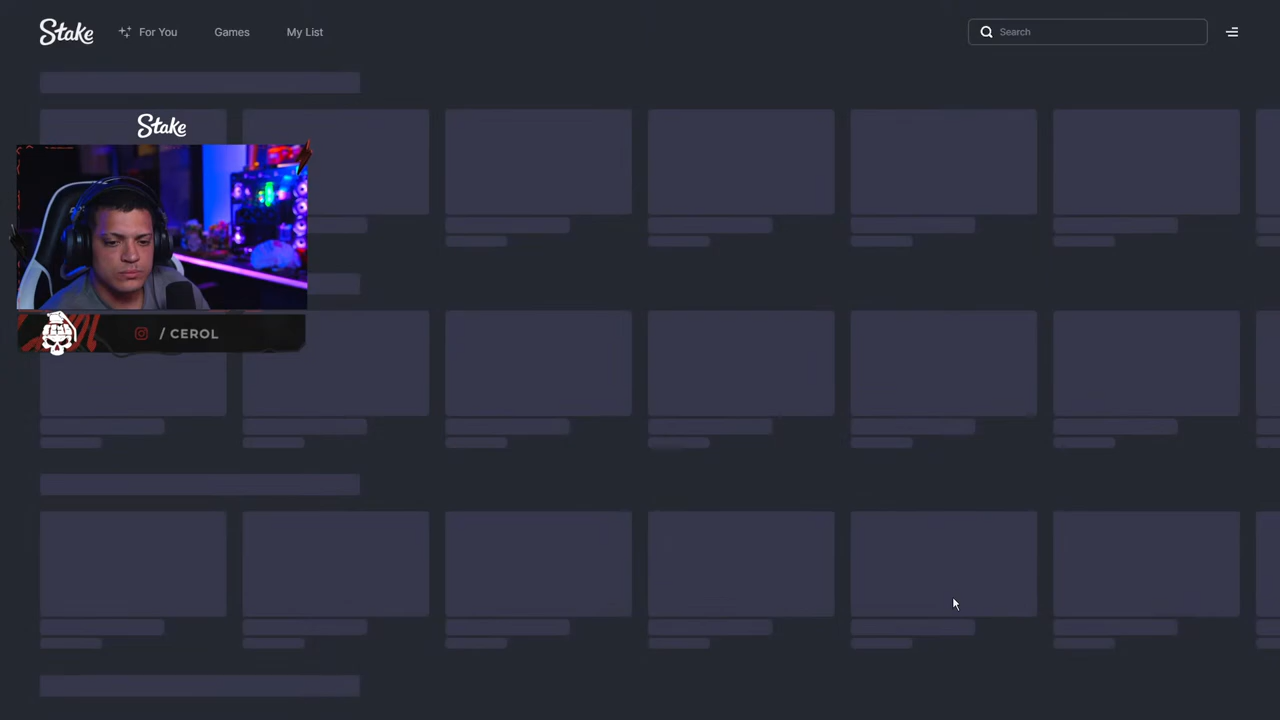 Stake
For You
Games
My List
Search
Stake
/ CEROL